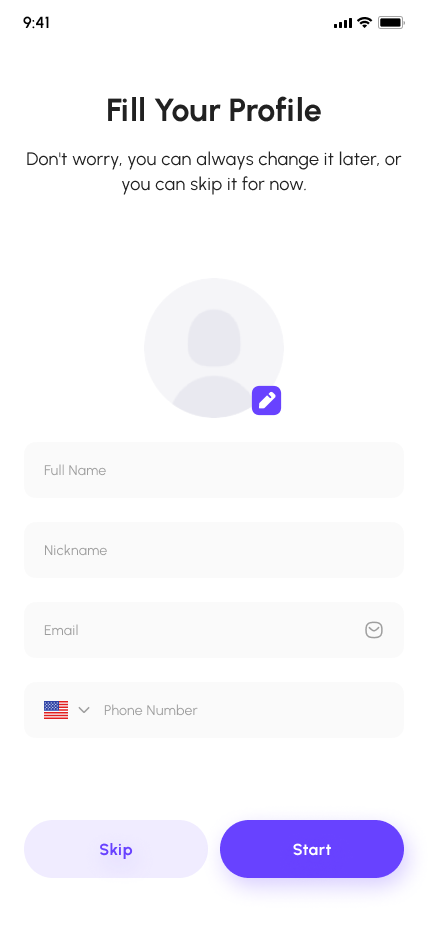 9:41
Fill Your Profile
Don't worry, you can always change it later, or
you can skip it for now.
Full Name
Nickname
Email
Phone Number
Skip
Start